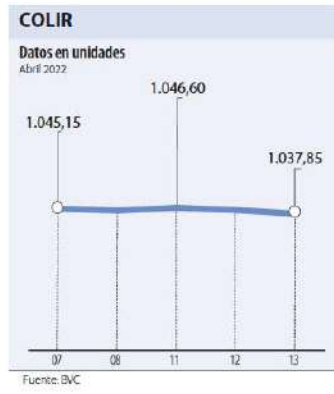 COLIR
Datos en unidades
Abril 2022
1.046,60
1.045,15
1.037,85
07 08 11 12 13
Fuente: BVC